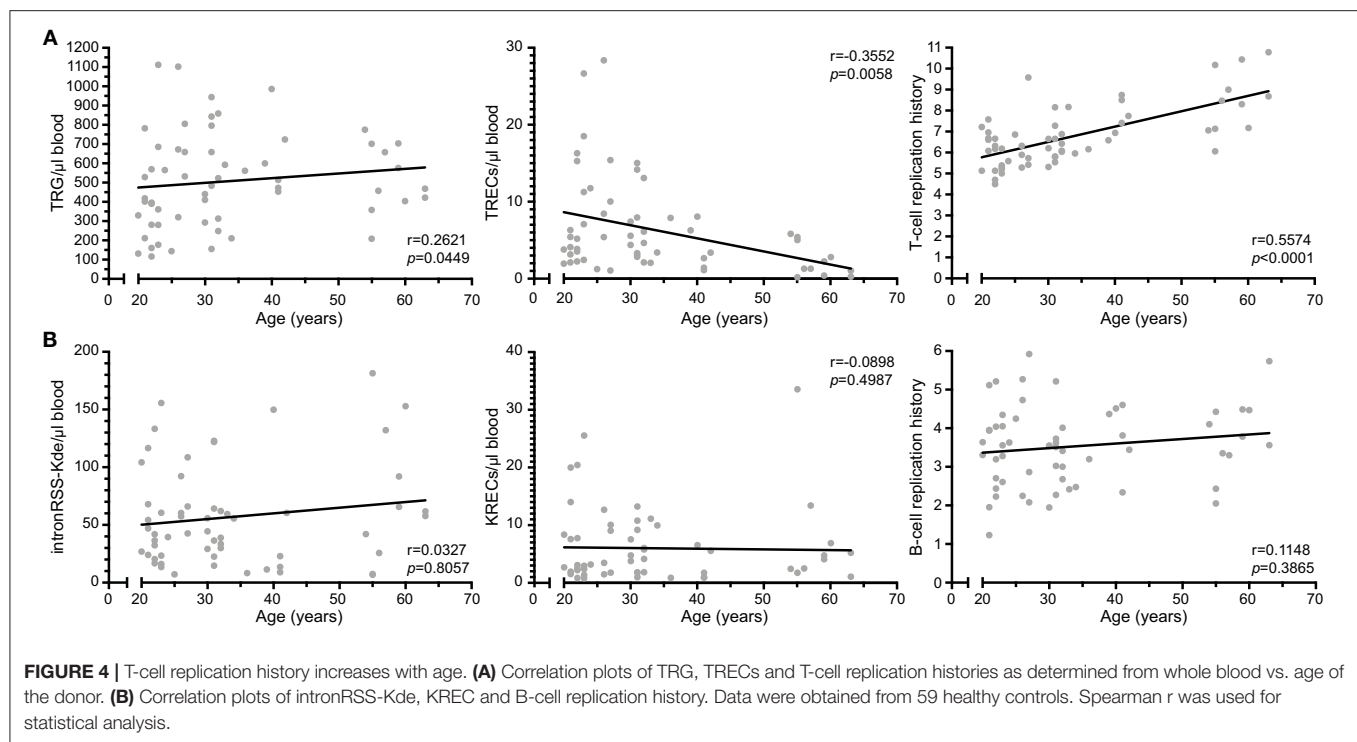 A
TRG/µl blood
1200
1100
1000
900
800
700
600
500
400
300
200
100
0
r=0.2621
p=0.0449
0 20 30 40 50 60 70
Age (years)
TRECs/µl blood
30
20
10
0
r=-0.3552
p=0.0058
0 20 30 40 50 60 70
Age (years)
T-cell replication history
11
10
9
8
7
6
5
4
3
2
1
0
r=0.5574
p<0.0001
0 20 30 40 50 60 70
Age (years)
B
intronRSS-Kde/µl blood
200
150
100
50
0
r=0.0327
p=0.8057
0 20 30 40 50 60 70
Age (years)
KRECs/µl blood
40
30
20
10
0
r=-0.0898
p=0.4987
0 20 30 40 50 60 70
Age (years)
B-cell replication history
6
5
4
3
2
1
0
r=0.1148
p=0.3865
0 20 30 40 50 60 70
Age (years)
FIGURE 4 | T-cell replication history increases with age. (A) Correlation plots of TRG, TRECs and T-cell replication histories as determined from whole blood vs. age of
the donor. (B) Correlation plots of intronRSS-Kde, KREC and B-cell replication history. Data were obtained from 59 healthy controls. Spearman r was used for
statistical analysis.